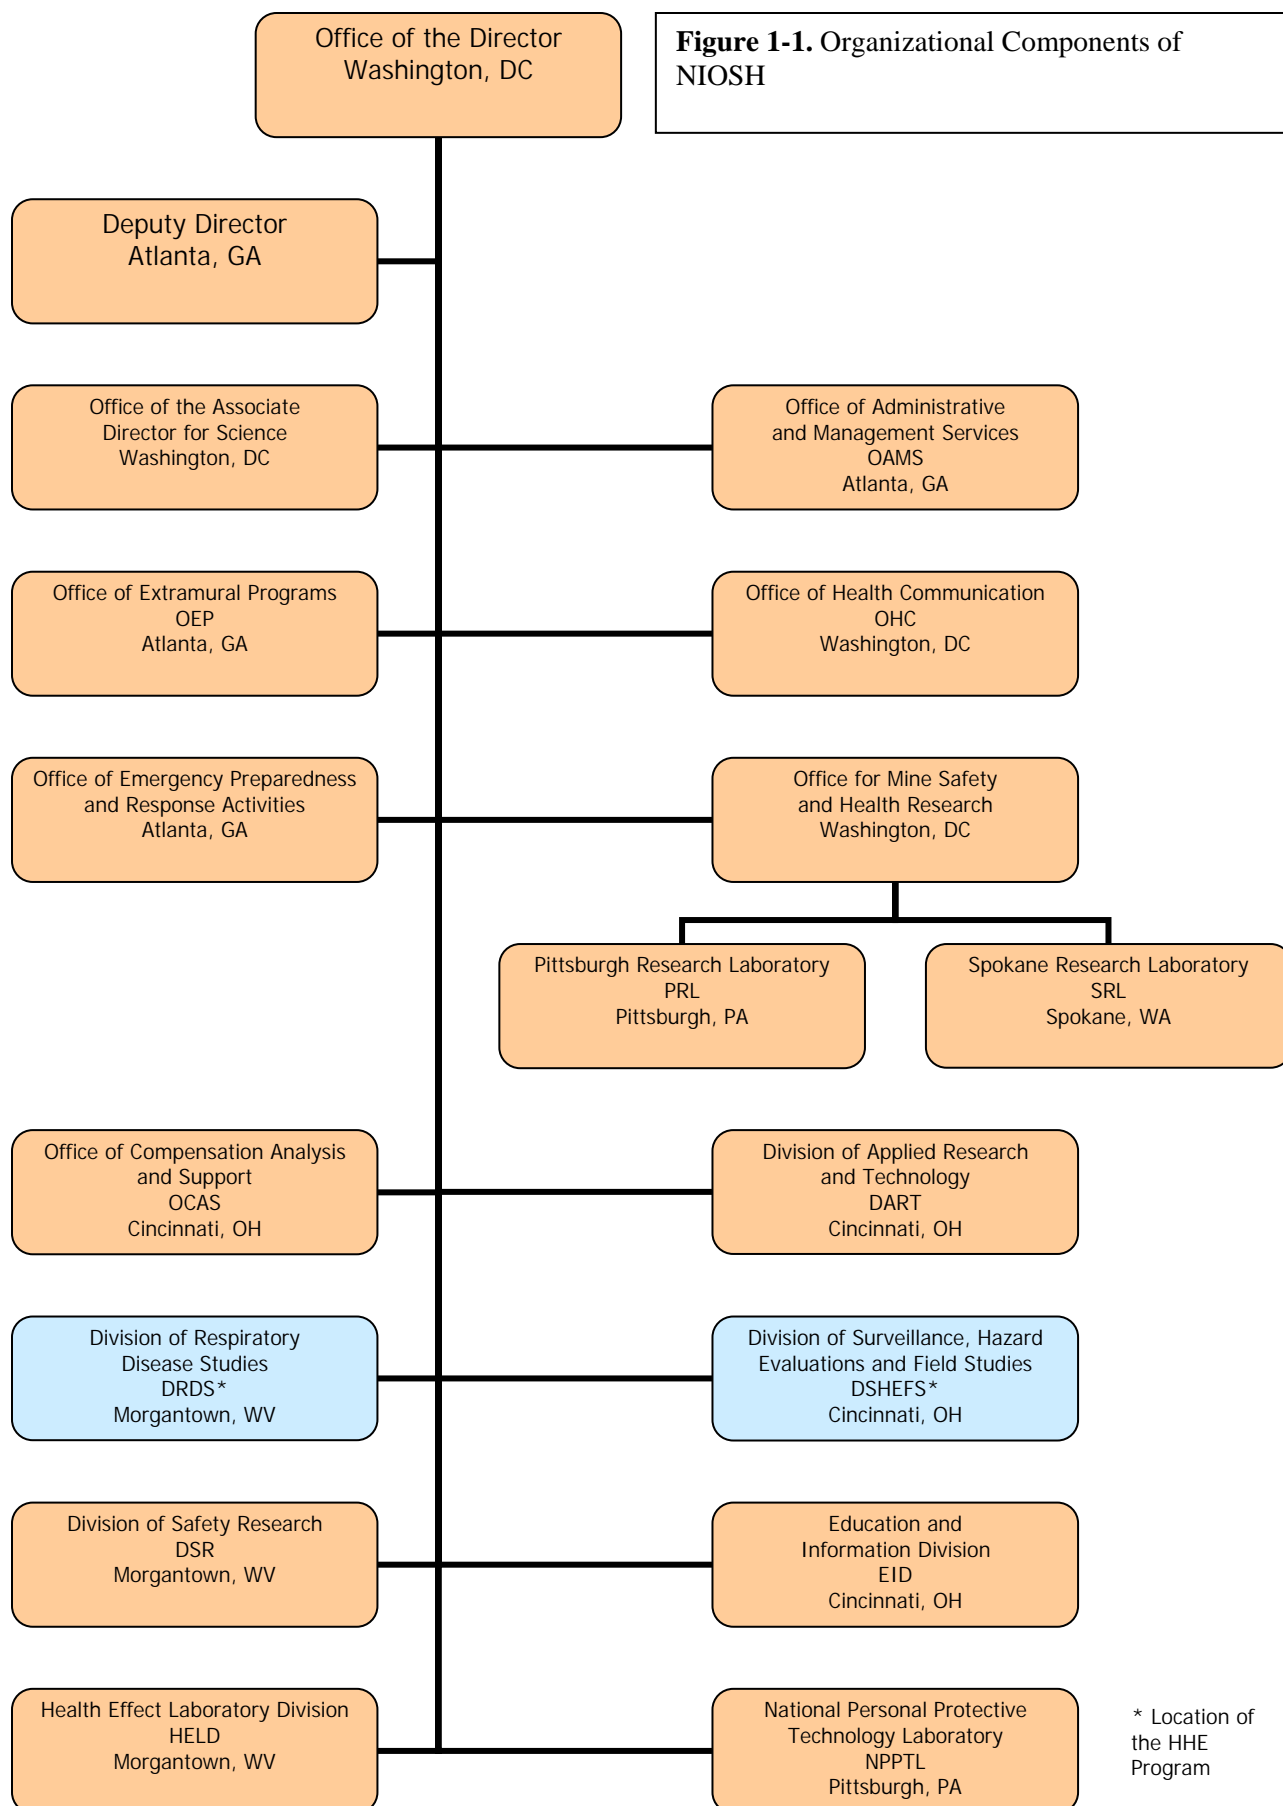 Office of the Director
Washington, DC
Figure 1-1. Organizational Components of
NIOSH
Deputy Director
Atlanta, GA
Office of the Associate
Director for Science
Washington, DC
Office of Administrative
and Management Services
OAMS
Atlanta, GA
Office of Extramural Programs
OEP
Atlanta, GA
Office of Health Communication
OHC
Washington, DC
Office of Emergency Preparedness
and Response Activities
Atlanta, GA
Office for Mine Safety
and Health Research
Washington, DC
Pittsburgh Research Laboratory
PRL
Pittsburgh, PA
Spokane Research Laboratory
SRL
Spokane, WA
Office of Compensation Analysis
and Support
OCAS
Cincinnati, OH
Division of Applied Research
and Technology
DART
Cincinnati, OH
Division of Respiratory
Disease Studies
DRDS*
Morgantown, WV
Division of Surveillance, Hazard
Evaluations and Field Studies
DSHEFS*
Cincinnati, OH
Division of Safety Research
DSR
Morgantown, WV
Education and
Information Division
EID
Cincinnati, OH
Health Effect Laboratory Division
HELD
Morgantown, WV
National Personal Protective
Technology Laboratory
NPPTL
Pittsburgh, PA
* Location of
the HHE
Program